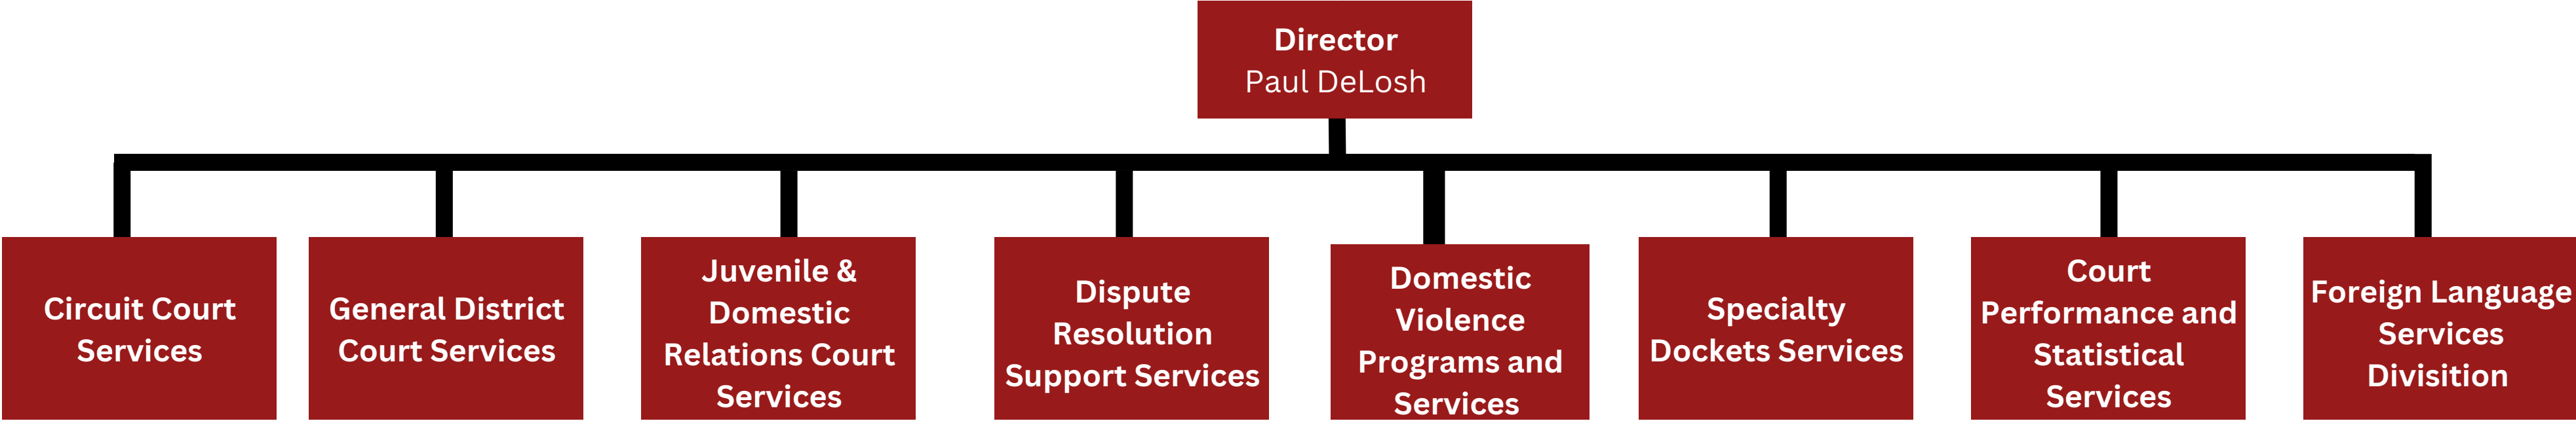 Director
Paul DeLosh
Circuit Court
Services
General District
Court Services
Juvenile &
Domestic
Relations Court
Services
Dispute
Resolution
Support Services
Domestic
Violence
Programs and
Services
Specialty
Dockets Services
Court
Performance and
Statistical
Services
Foreign Language
Services
Divisition